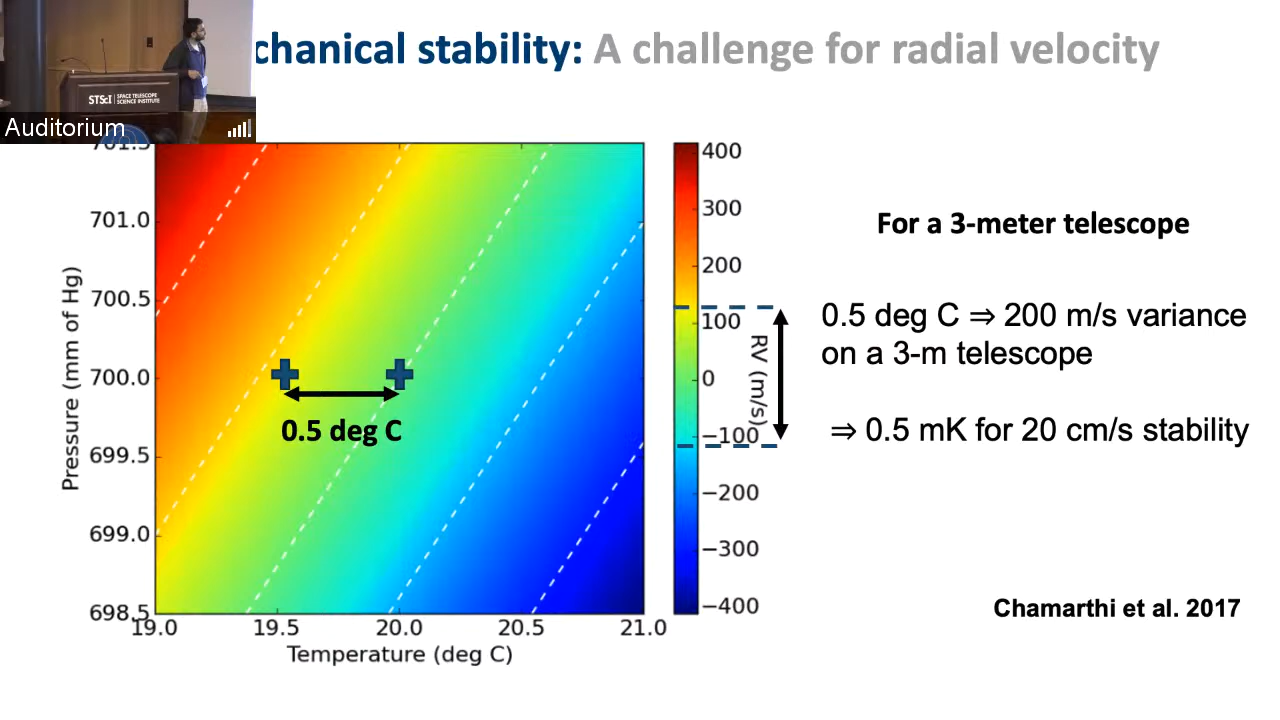 chanical stability: A challenge for radial velocity
STScI | SPACE TELESCOPE
SCIENCE INSTITUTE
Auditorium
701.5
701.0
700.5
700.0
699.5
699.0
698.5
Pressure (mm of Hg)
19.0 19.5 20.0 20.5 21.0
Temperature (deg C)
0.5 deg C
400
300
200
100
0
−100
−200
−300
−400
RV (m/s)
For a 3-meter telescope
0.5 deg C ⇒ 200 m/s variance
on a 3-m telescope
⇒ 0.5 mK for 20 cm/s stability
Chamarthi et al. 2017